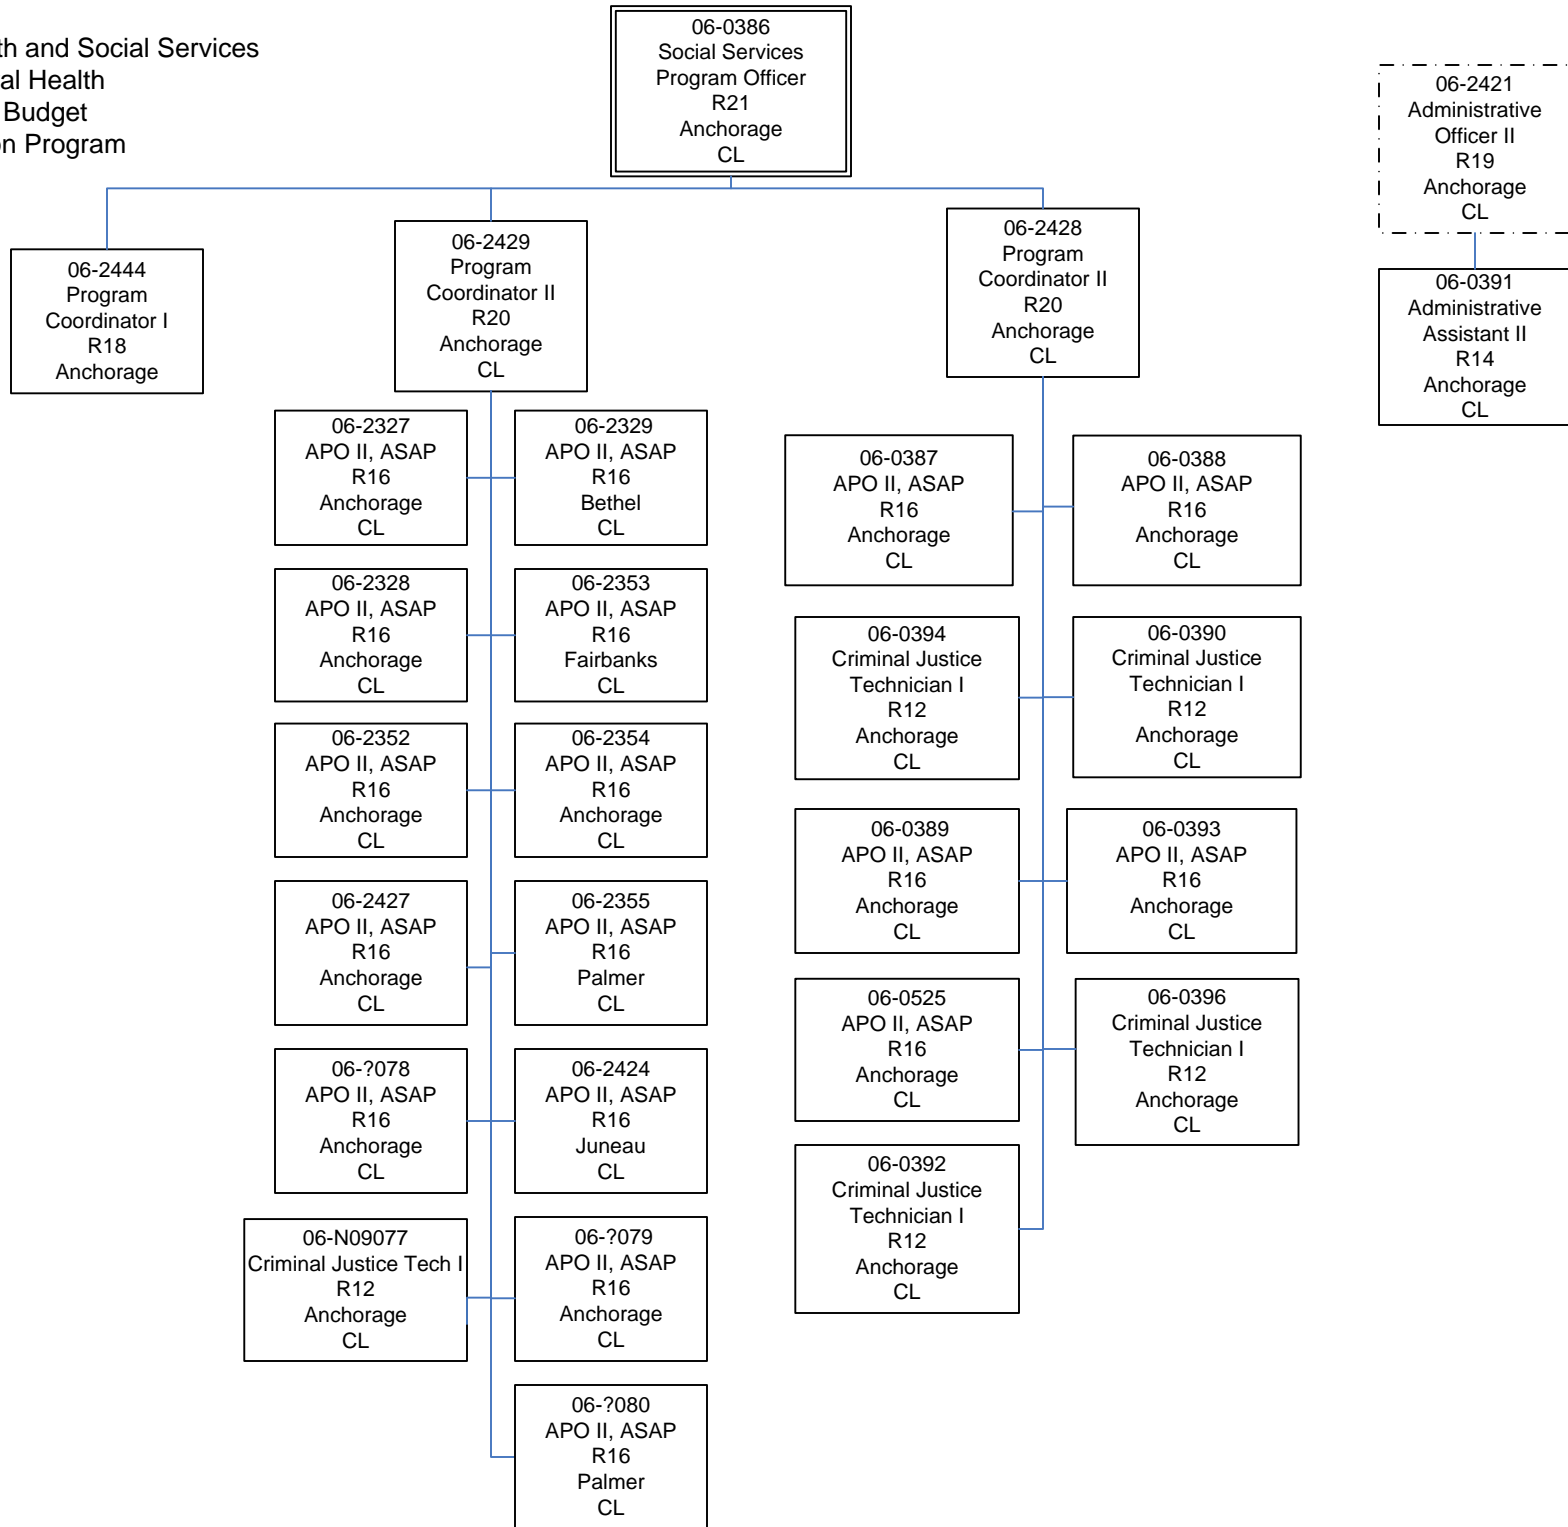 th and Social Services
al Health
Budget
on Program
06-0386
Social Services
Program Officer
R21
Anchorage
CL
06-2421
Administrative
Officer II
R19
Anchorage
CL
06-0391
Administrative
Assistant II
R14
Anchorage
CL
06-2444
Program
Coordinator I
R18
Anchorage
06-2429
Program
Coordinator II
R20
Anchorage
CL
06-2428
Program
Coordinator II
R20
Anchorage
CL
06-2327
APO II, ASAP
R16
Anchorage
CL
06-2329
APO II, ASAP
R16
Bethel
CL
06-2328
APO II, ASAP
R16
Anchorage
CL
06-2353
APO II, ASAP
R16
Fairbanks
CL
06-2352
APO II, ASAP
R16
Anchorage
CL
06-2354
APO II, ASAP
R16
Anchorage
CL
06-2427
APO II, ASAP
R16
Anchorage
CL
06-2355
APO II, ASAP
R16
Palmer
CL
06-?078
APO II, ASAP
R16
Anchorage
CL
06-2424
APO II, ASAP
R16
Juneau
CL
06-N09077
Criminal Justice Tech I
R12
Anchorage
CL
06-?079
APO II, ASAP
R16
Anchorage
CL
06-?080
APO II, ASAP
R16
Palmer
CL
06-0387
APO II, ASAP
R16
Anchorage
CL
06-0388
APO II, ASAP
R16
Anchorage
CL
06-0394
Criminal Justice
Technician I
R12
Anchorage
CL
06-0390
Criminal Justice
Technician I
R12
Anchorage
CL
06-0389
APO II, ASAP
R16
Anchorage
CL
06-0393
APO II, ASAP
R16
Anchorage
CL
06-0525
APO II, ASAP
R16
Anchorage
CL
06-0396
Criminal Justice
Technician I
R12
Anchorage
CL
06-0392
Criminal Justice
Technician I
R12
Anchorage
CL